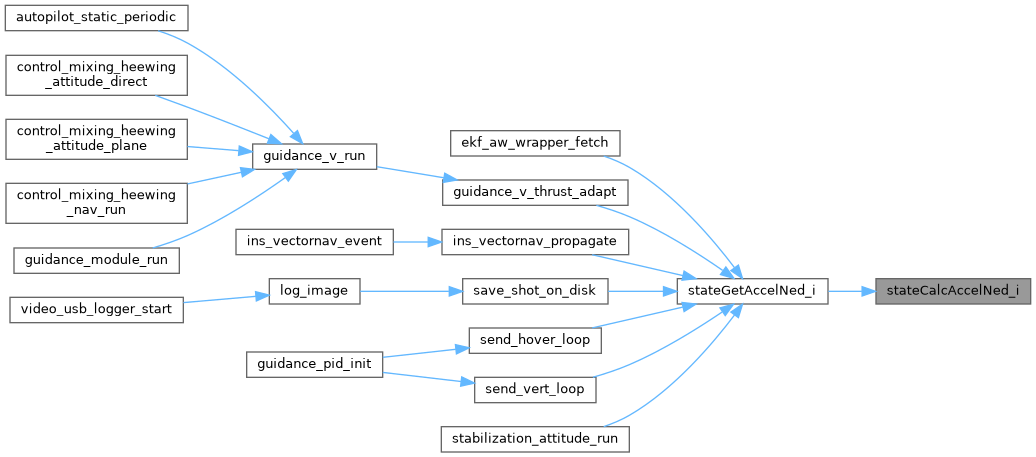 autopilot_static_periodic
control_mixing_heewing
_attitude_direct
control_mixing_heewing
_attitude_plane
control_mixing_heewing
_nav_run
guidance_module_run
guidance_v_run
ekf_aw_wrapper_fetch
guidance_v_thrust_adapt
ins_vectornav_event
ins_vectornav_propagate
video_usb_logger_start
log_image
save_shot_on_disk
stateGetAccelNed_i
stateCalcAccelNed_i
send_hover_loop
guidance_pid_init
send_vert_loop
stabilization_attitude_run